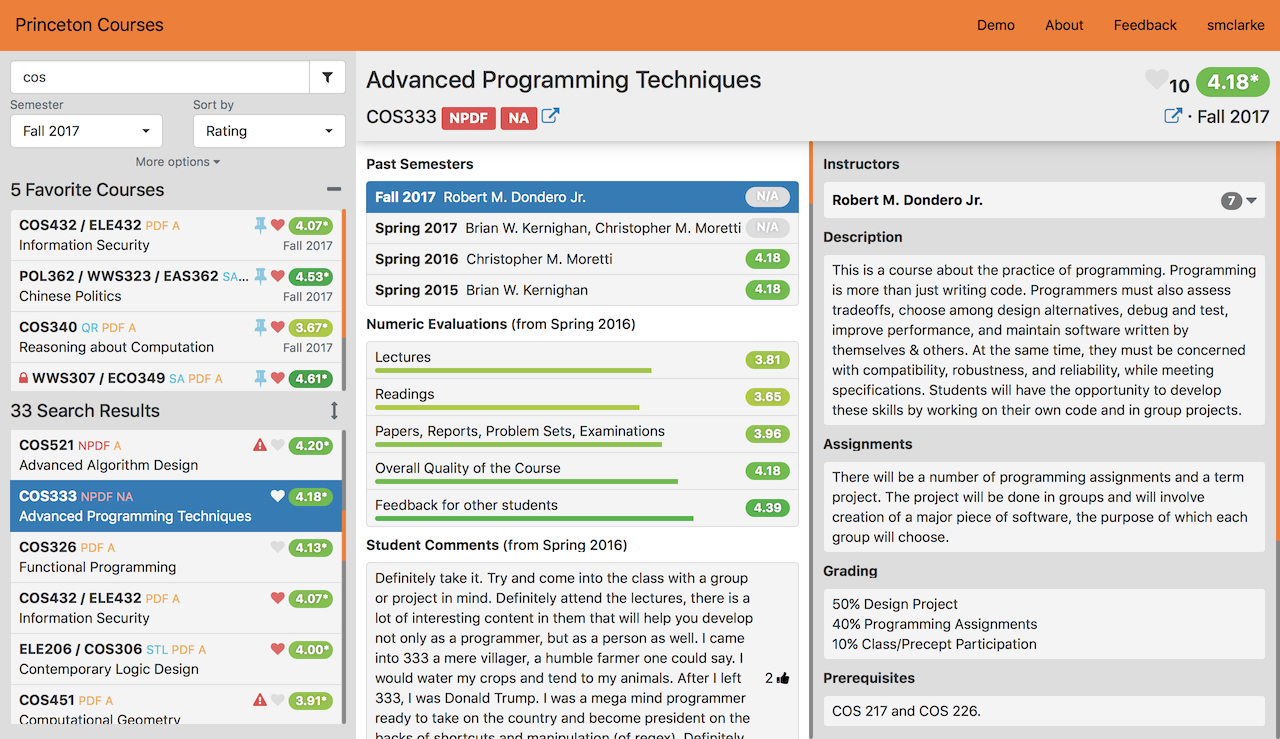 Princeton Courses
Demo
About
Feedback
smclarke
cos
Semester
Sort by
Fall 2017
Rating
More options
5 Favorite Courses
COS432 / ELE432 PDF A 4.07*
Information Security Fall 2017
POL362 / WWS323 / EAS362 SA... 4.53*
Chinese Politics Fall 2017
COS340 QR PDF A 3.67*
Reasoning about Computation Fall 2017
WWS307 / ECO349 SA PDF A 4.61*
33 Search Results
COS521 NPDF A 4.20*
Advanced Algorithm Design
COS333 NPDF NA 4.18*
Advanced Programming Techniques
COS326 PDF A 4.13*
Functional Programming
COS432 / ELE432 PDF A 4.07*
Information Security
ELE206 / COS306 STL PDF A 4.00*
Contemporary Logic Design
COS451 PDF A 3.91*
Computational Geometry
Advanced Programming Techniques
10 4.18*
COS333 NPDF NA
· Fall 2017
Past Semesters
Fall 2017 Robert M. Dondero Jr. N/A
Spring 2017 Brian W. Kernighan, Christopher M. Moretti N/A
Spring 2016 Christopher M. Moretti 4.18
Spring 2015 Brian W. Kernighan 4.18
Numeric Evaluations (from Spring 2016)
Lectures 3.81
Readings 3.65
Papers, Reports, Problem Sets, Examinations 3.96
Overall Quality of the Course 4.18
Feedback for other students 4.39
Student Comments (from Spring 2016)
Definitely take it. Try and come into the class with a group
or project in mind. Definitely attend the lectures, there is a
lot of interesting content in them that will help you develop
not only as a programmer, but as a person as well. I came
into 333 a mere villager, a humble farmer one could say. I
would water my crops and tend to my animals. After I left
2
333, I was Donald Trump. I was a mega mind programmer
ready to take on the country and become president on the
backs of shortcuts and manipulation (of regex). Definitely
Instructors
Robert M. Dondero Jr. 7
Description
This is a course about the practice of programming. Programming
is more than just writing code. Programmers must also assess
tradeoffs, choose among design alternatives, debug and test,
improve performance, and maintain software written by
themselves & others. At the same time, they must be concerned
with compatibility, robustness, and reliability, while meeting
specifications. Students will have the opportunity to develop
these skills by working on their own code and in group projects.
Assignments
There will be a number of programming assignments and a term
project. The project will be done in groups and will involve
creation of a major piece of software, the purpose of which each
group will choose.
Grading
50% Design Project
40% Programming Assignments
10% Class/Precept Participation
Prerequisites
COS 217 and COS 226.